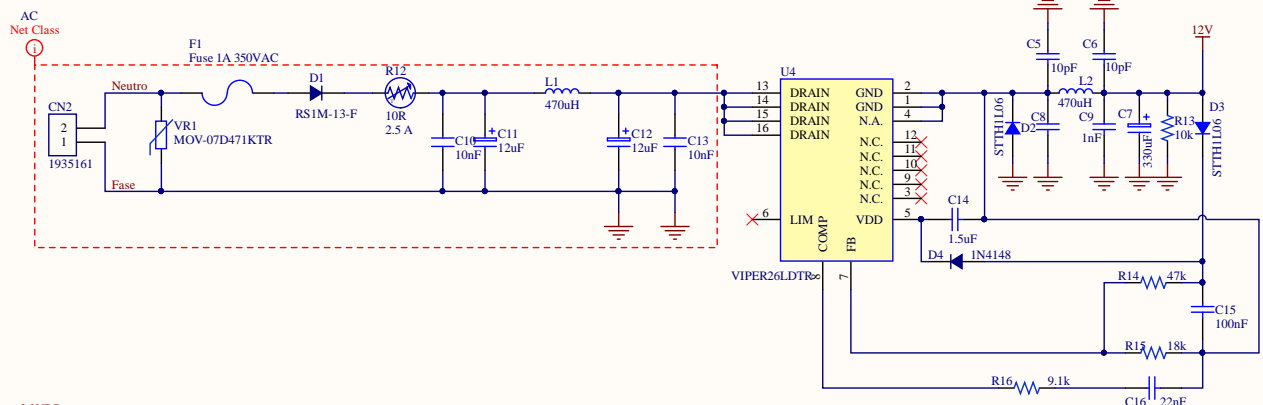 AC
Net Class
i
F1
Fuse 1A 350VAC
Neutro
CN2
2
1
1935161
Fase
VR1
MOV-07D471KTR
D1
RS1M-13-F
R12
10R
2.5 A
C10
10nF
C11
12uF
L1
470uH
C12
12uF
C13
10nF
U4
13 DRAIN
14 DRAIN
15 DRAIN
16 DRAIN
GND 2
GND 1
N.A. 4
N.C. 12
N.C. 11
N.C. 10
N.C. 9
N.C. 3
6 LIM
VDD 5
COMP 8
FB 7
VIPER26LDTR
C14
1.5uF
D4 1N4148
STTH1L06
D2
C5
10pF
C6
10pF
L2
470uH
C8
C9
1nF
C7
330uF
R13
10k
12V
D3
STTH1L06
R14 47k
C15
100nF
R15 18k
R16 9.1k
C16 22nF